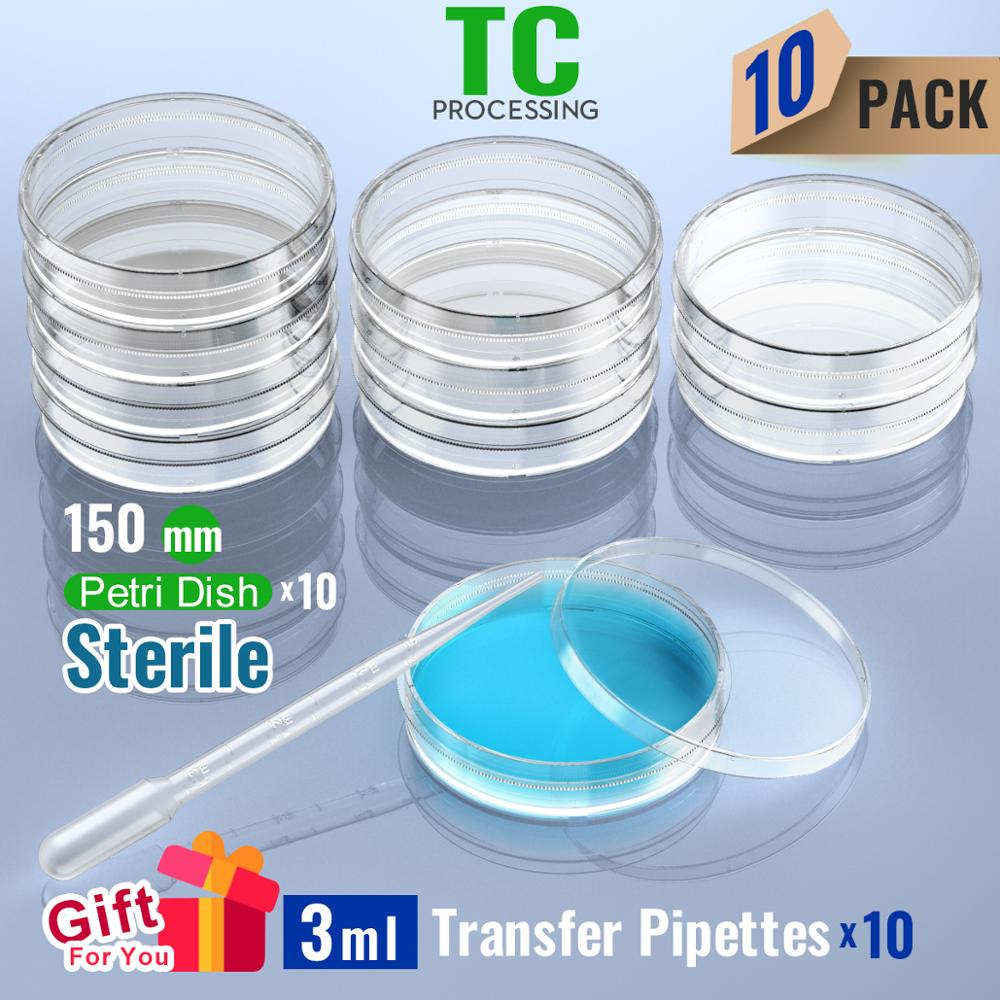 TC
PROCESSING
10 PACK
150 mm
Petri Dish x10
Sterile
Gift
For You
3ml Transfer Pipettes x10